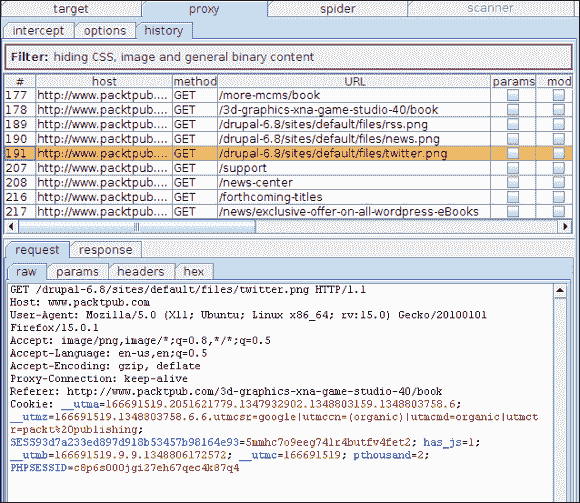 target proxy spider scanner
intercept options history
Filter: hiding CSS, image and general binary content
# host method URL params mod
177 http://www.packtpub.... GET /more-mcms/book
178 http://www.packtpub.... GET /3d-graphics-xna-game-studio-40/book
189 http://www.packtpub.... GET /drupal-6.8/sites/default/files/rss.png
190 http://www.packtpub.... GET /drupal-6.8/sites/default/files/news.png
191 http://www.packtpub.... GET /drupal-6.8/sites/default/files/twitter.png
207 http://www.packtpub.... GET /support
208 http://www.packtpub.... GET /news-center
216 http://www.packtpub.... GET /forthcoming-titles
217 http://www.packtpub.... GET /news/exclusive-offer-on-all-wordpress-eBooks
request response
raw params headers hex
GET /drupal-6.8/sites/default/files/twitter.png HTTP/1.1
Host: www.packtpub.com
User-Agent: Mozilla/5.0 (X11; Ubuntu; Linux x86_64; rv:15.0) Gecko/20100101
Firefox/15.0.1
Accept: image/png,image/*;q=0.8,*/*;q=0.5
Accept-Language: en-us,en;q=0.5
Accept-Encoding: gzip, deflate
Proxy-Connection: keep-alive
Referer: http://www.packtpub.com/3d-graphics-xna-game-studio-40/book
Cookie: __utma=166691519.2051621779.1347932902.1348803159.1348803758.6;
__utmz=166691519.1348803758.6.6.utmcsr=google|utmccn=(organic)|utmcmd=organic|utmct
r=packt%20publishing;
SESS93d7a233ed897d918b53457b98164e93=5mmhc7o9eeg741r4butfv4fet2; has_js=1;
__utmb=166691519.9.9.1348806172572; __utmc=166691519; pthousand=2;
PHPSESSID=c8p6s000jgi27eh67qec4k87q4